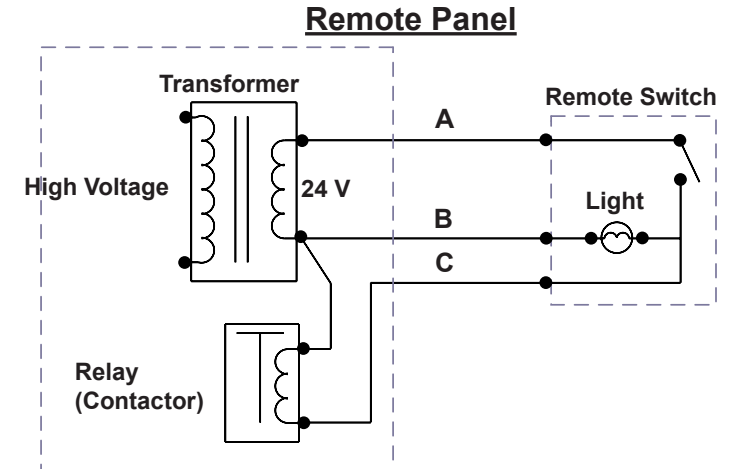 Remote Panel
Transformer
Remote Switch
A
High Voltage
24 V
Light
B
C
Relay
(Contactor)